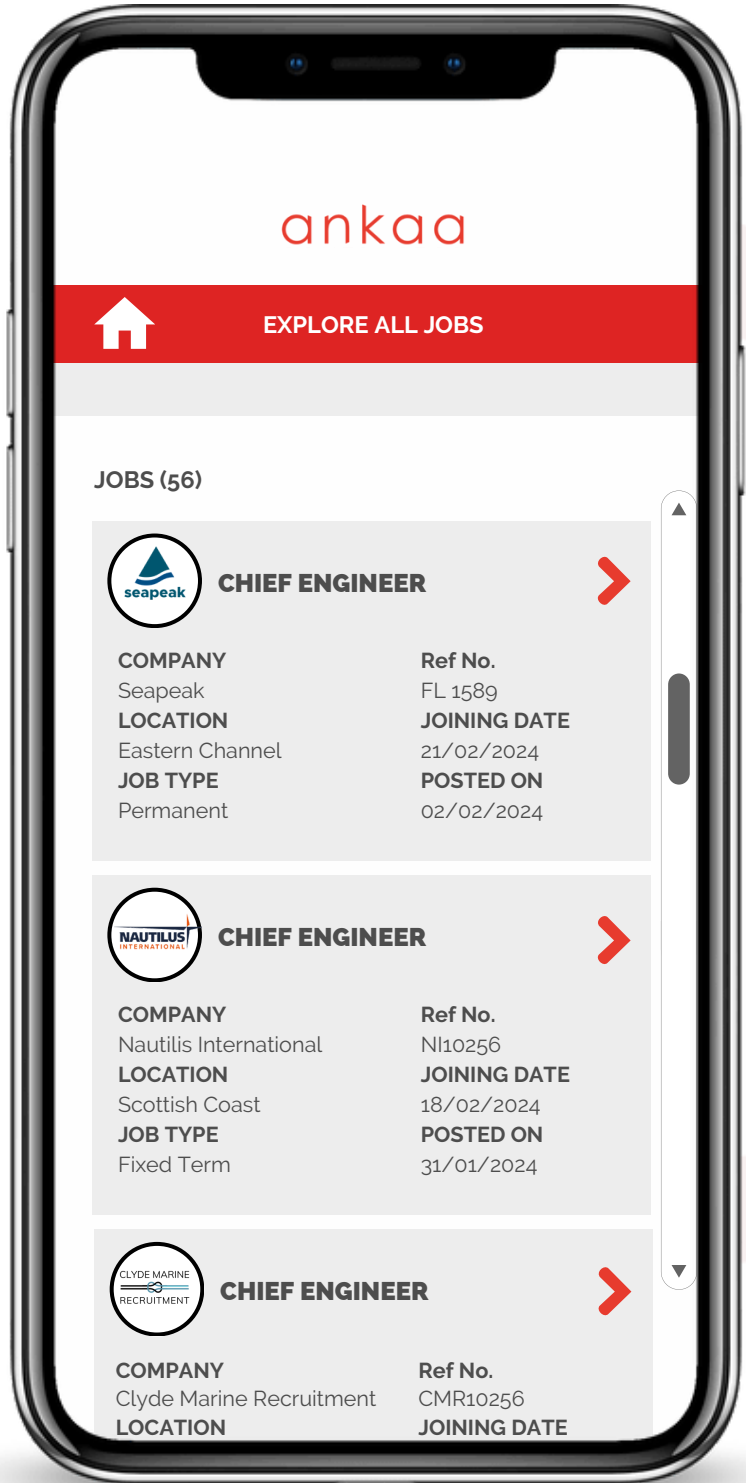 ankaa
EXPLORE ALL JOBS
JOBS (56)
seapeak
CHIEF ENGINEER
COMPANY Ref No.
Seapeak FL 1589
LOCATION JOINING DATE
Eastern Channel 21/02/2024
JOB TYPE POSTED ON
Permanent 02/02/2024
NAUTILUS
INTERNATIONAL
CHIEF ENGINEER
COMPANY Ref No.
Nautilis International NI10256
LOCATION JOINING DATE
Scottish Coast 18/02/2024
JOB TYPE POSTED ON
Fixed Term 31/01/2024
CLYDE MARINE
RECRUITMENT
CHIEF ENGINEER
COMPANY Ref No.
Clyde Marine Recruitment CMR10256
LOCATION JOINING DATE